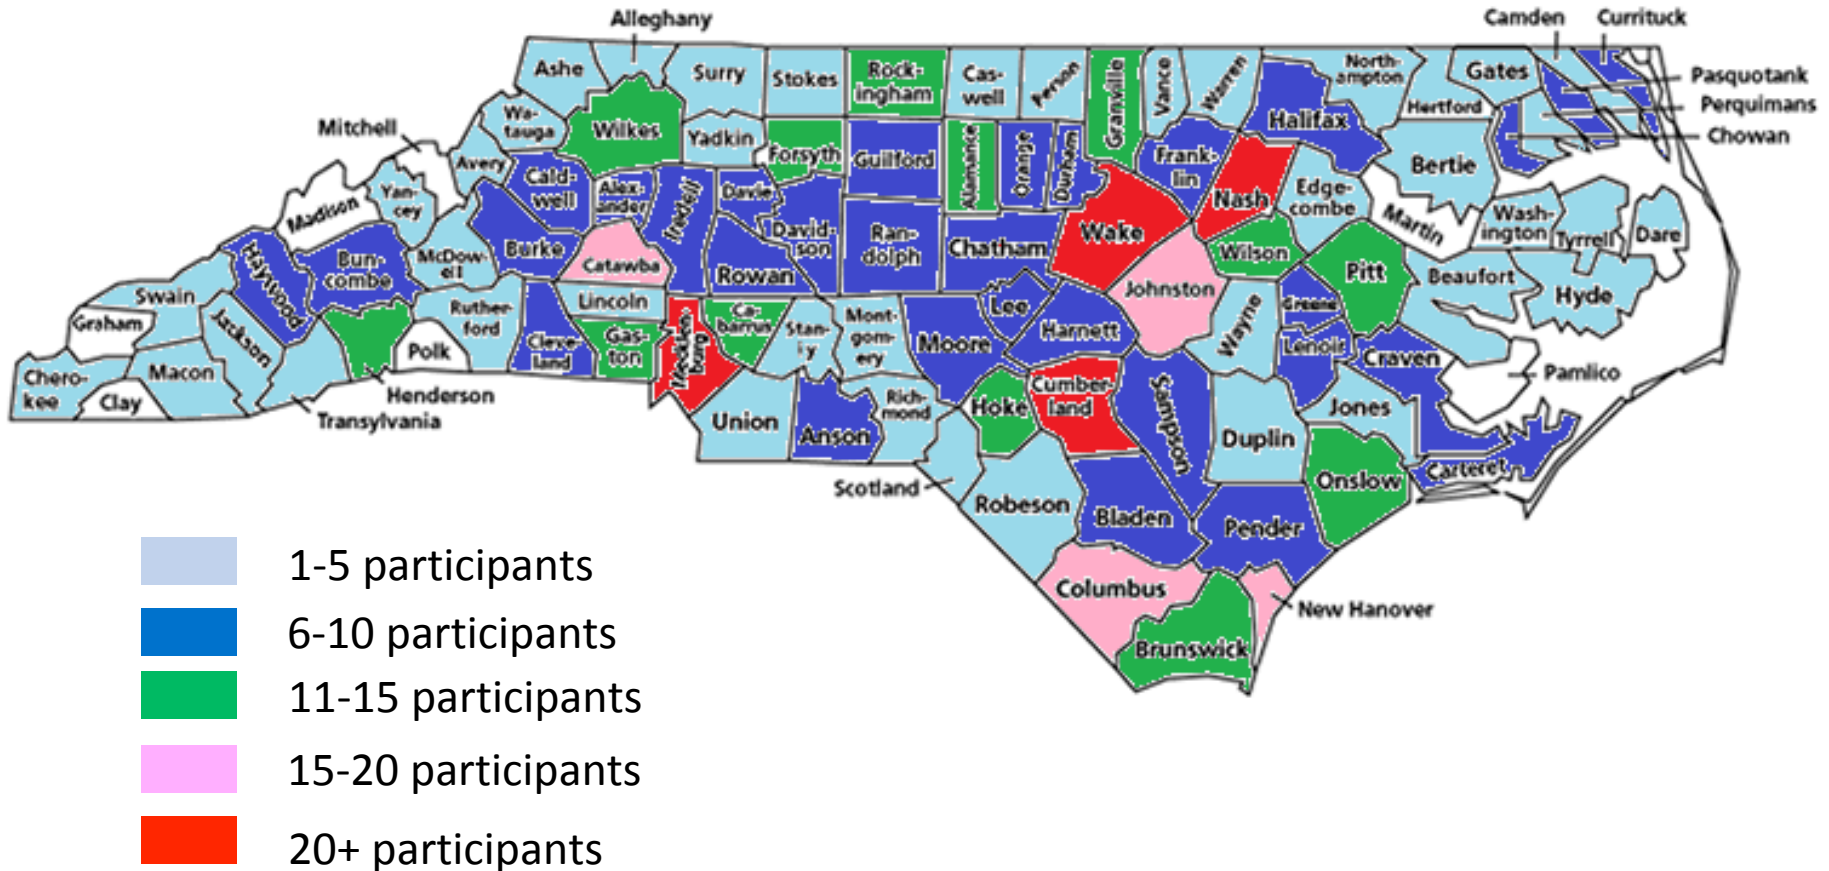 Alleghany
Camden
Currituck
Ashe
Surry
Stokes
Rock-
ingham
Cas-
well
Person
Granville
Vance
Warren
North-
ampton
Gates
Pasquotank
Hertford
Perquimans
Wa-
tauga
Wilkes
Halifax
Chowan
Mitchell
Yadkin
Forsyth
Guilford
Alamance
Orange
Durham
Frank-
lin
Bertie
Avery
Cald-
well
Alex-
ander
Iredell
Davie
Nash
Edge-
combe
Madison
Yan-
cey
Martin
Wash-
ington
Tyrrell
Dare
Burke
David-
son
Ran-
dolph
Chatham
Wake
Wilson
Haywood
Bun-
combe
McDow-
ell
Catawba
Rowan
Pitt
Beaufort
Hyde
Swain
Lincoln
Johnston
Greene
Graham
Jackson
Ruther-
ford
Cleve-
land
Gas-
ton
Mecklen-
burg
Ca-
barrus
Stan-
ly
Mont-
gom-
ery
Moore
Lee
Harnett
Wayne
Lenoir
Craven
Polk
Pamlico
Chero-
kee
Macon
Clay
Henderson
Transylvania
Union
Anson
Rich-
mond
Hoke
Cumber-
land
Sampson
Duplin
Jones
Onslow
Carteret
Scotland
Robeson
Bladen
Pender
Columbus
New Hanover
Brunswick
1-5 participants
6-10 participants
11-15 participants
15-20 participants
20+ participants